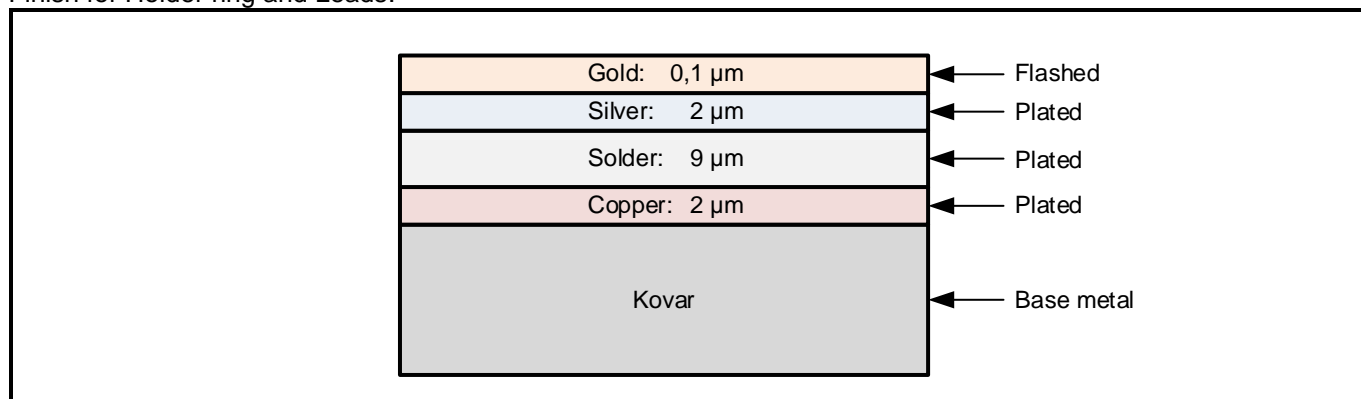 Finish for Holder ring and Leads:
Gold: 0,1 µm Flashed
Silver: 2 µm Plated
Solder: 9 µm Plated
Copper: 2 µm Plated
Kovar Base metal